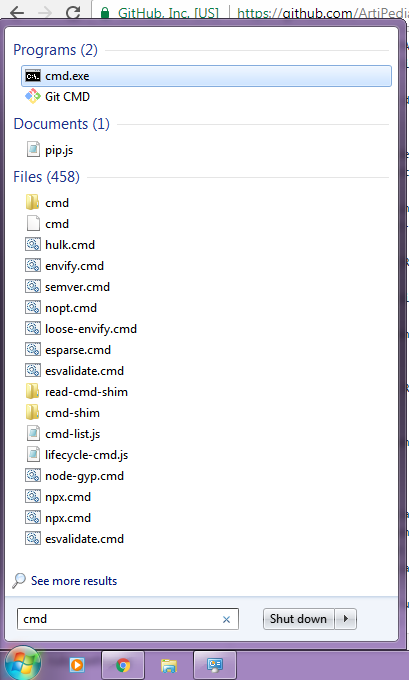 GitHub, Inc. [US] https://github.com/ArtiPedia
Programs (2)
cmd.exe
Git CMD
Documents (1)
pip.js
Files (458)
cmd
cmd
hulk.cmd
envify.cmd
semver.cmd
nopt.cmd
loose-envify.cmd
esparse.cmd
esvalidate.cmd
read-cmd-shim
cmd-shim
cmd-list.js
lifecycle-cmd.js
node-gyp.cmd
npx.cmd
npx.cmd
esvalidate.cmd
See more results
cmd
Shut down